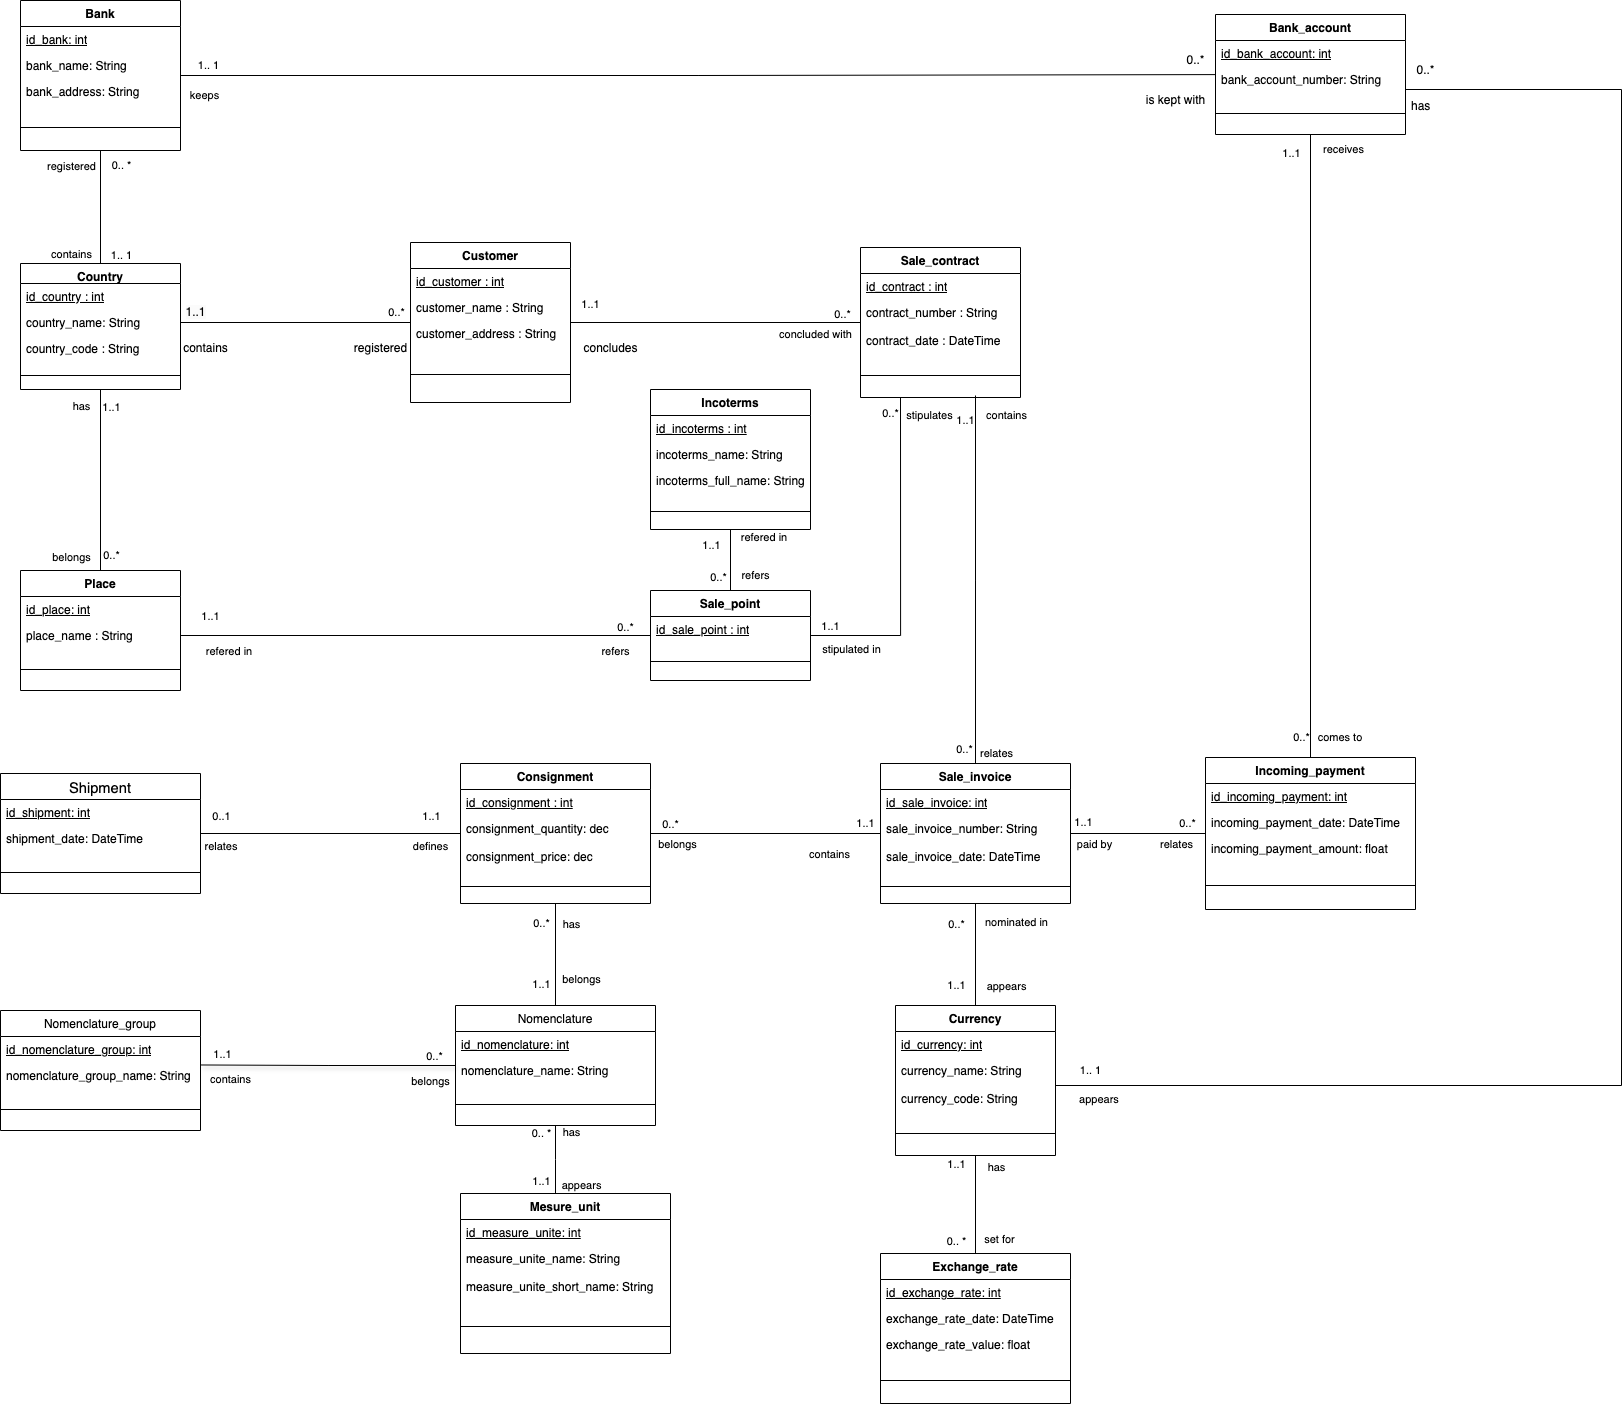 Bank
id_bank: int
bank_name: String
bank_address: String
1.. 1
keeps
0..*
is kept with
Bank_account
id_bank_account: int
bank_account_number: String
0..*
has
1..1
receives
registered
0.. *
contains
1.. 1
Country
id_country : int
country_name: String
country_code : String
1..1
contains
0..*
registered
Customer
id_customer : int
customer_name : String
customer_address : String
1..1
concludes
0..*
concluded with
Sale_contract
id_contract : int
contract_number : String
contract_date : DateTime
0..*
stipulates
1..1
contains
has
1..1
Incoterms
id_incoterms : int
incoterms_name: String
incoterms_full_name: String
refered in
1..1
0..*
refers
belongs
0..*
Place
id_place: int
place_name : String
1..1
refered in
0..*
refers
Sale_point
id_sale_point : int
1..1
stipulated in
0..*
relates
0..*
comes to
Shipment
id_shipment: int
shipment_date: DateTime
0..1
relates
1..1
defines
Consignment
id_consignment : int
consignment_quantity: dec
consignment_price: dec
0..*
belongs
1..1
contains
Sale_invoice
id_sale_invoice: int
sale_invoice_number: String
sale_invoice_date: DateTime
1..1
paid by
0..*
relates
Incoming_payment
id_incoming_payment: int
incoming_payment_date: DateTime
incoming_payment_amount: float
0..*
has
1..1
belongs
0..*
nominated in
1..1
appears
Nomenclature_group
id_nomenclature_group: int
nomenclature_group_name: String
1..1
contains
0..*
belongs
Nomenclature
id_nomenclature: int
nomenclature_name: String
Currency
id_currency: int
currency_name: String
currency_code: String
1.. 1
appears
0.. *
has
1..1
appears
1..1
has
0.. *
set for
Mesure_unit
id_measure_unite: int
measure_unite_name: String
measure_unite_short_name: String
Exchange_rate
id_exchange_rate: int
exchange_rate_date: DateTime
exchange_rate_value: float